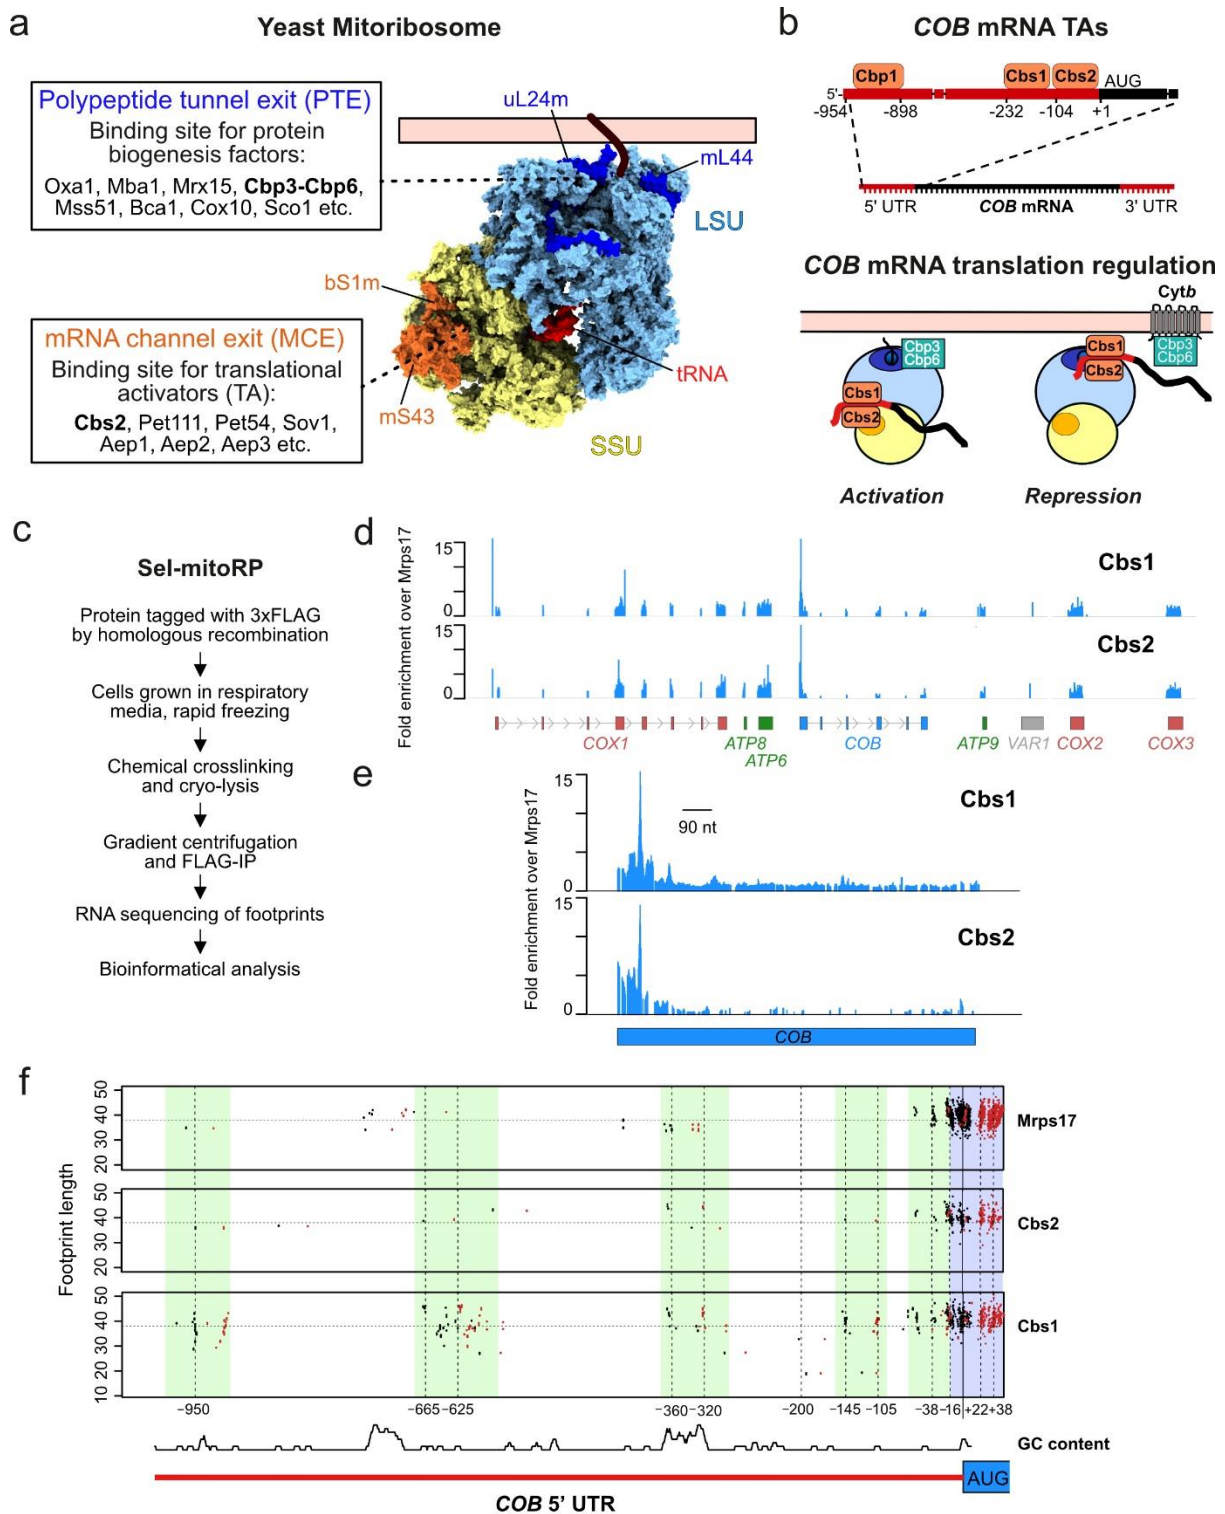 a
Yeast Mitoribosome
Polypeptide tunnel exit (PTE)
Binding site for protein
biogenesis factors:
Oxa1, Mba1, Mrx15, Cbp3-Cbp6,
Mss51, Bca1, Cox10, Sco1 etc.
uL24m
mL44
LSU
bS1m
mRNA channel exit (MCE)
Binding site for translational
activators (TA):
Cbs2, Pet111, Pet54, Sov1,
Aep1, Aep2, Aep3 etc.
mS43
tRNA
SSU
b
COB mRNA TAs
Cbp1
Cbs1
Cbs2
AUG
5'-
-954
-898
-232
-104
+1
5' UTR
COB mRNA
3' UTR
COB mRNA translation regulation
Cytb
Cbp3
Cbp6
Cbs1
Cbs2
Cbs1
Cbs2
Cbp3
Cbp6
Activation
Repression
c
Sel-mitoRP
Protein tagged with 3xFLAG
by homologous recombination
Cells grown in respiratory
media, rapid freezing
Chemical crosslinking
and cryo-lysis
Gradient centrifugation
and FLAG-IP
RNA sequencing of footprints
Bioinformatical analysis
d
Fold enrichment over Mrps17
15
0
Cbs1
15
0
Cbs2
COX1
ATP8
ATP6
COB
ATP9
VAR1
COX2
COX3
e
Fold enrichment over Mrps17
15
0
90 nt
Cbs1
15
0
Cbs2
COB
f
Footprint length
50
40
30
20
Mrps17
50
40
30
20
Cbs2
50
40
30
20
10
Cbs1
−950
−665
−625
−360
−320
−200
−145
−105
−38
−16
+22
+38
GC content
AUG
COB 5' UTR